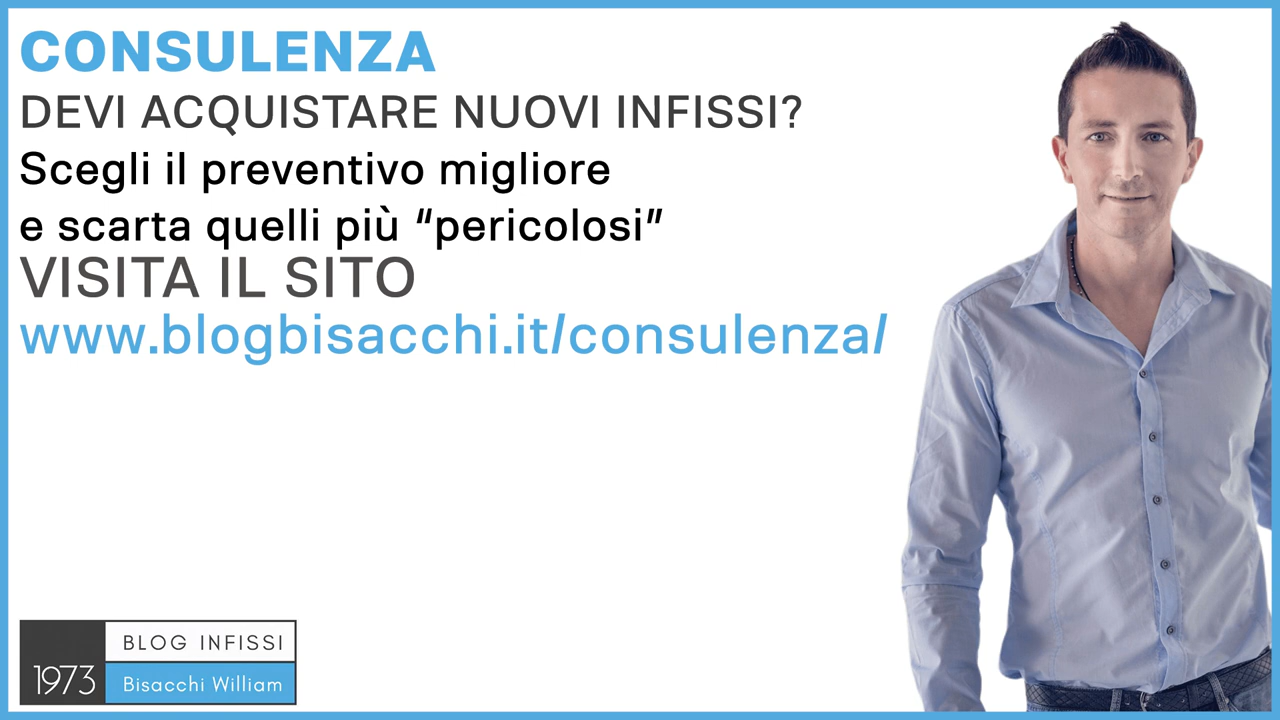 CONSULENZA
DEVI ACQUISTARE NUOVI INFISSI?
Scegli il preventivo migliore
e scarta quelli più “pericolosi”
VISITA IL SITO
www.blogbisacchi.it/consulenza/
BLOG INFISSI
1973
Bisacchi William